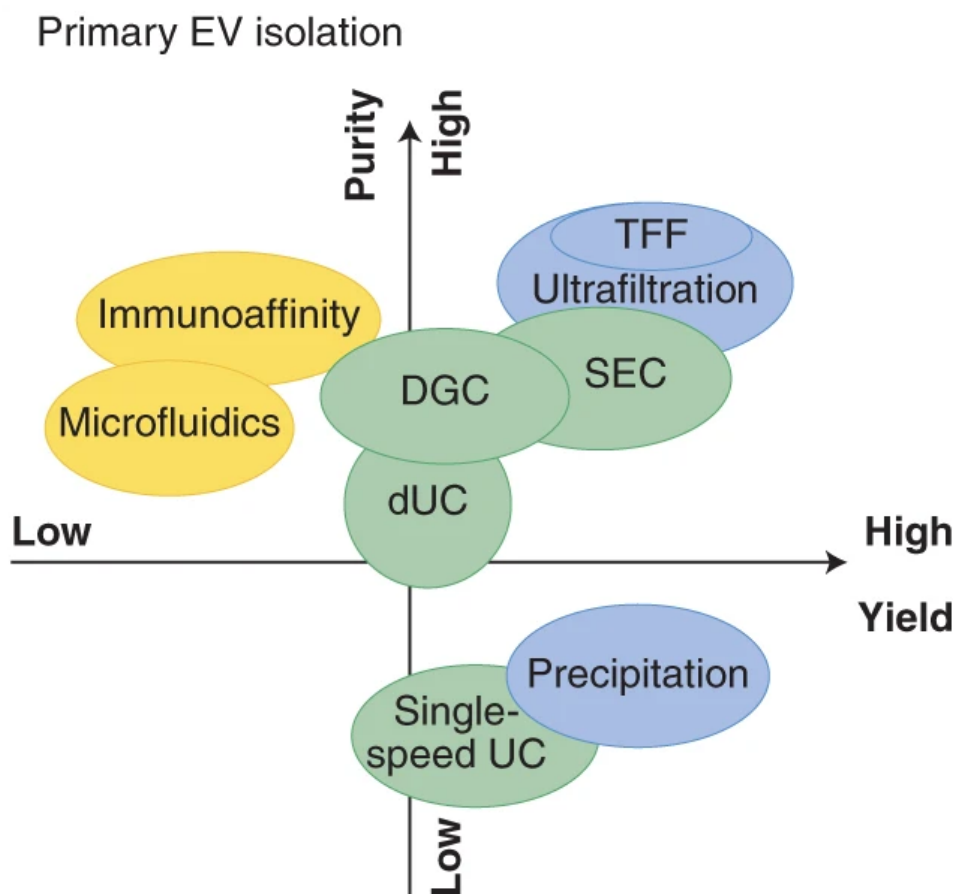 Primary EV isolation
Purity
High
TFF
Ultrafiltration
Immunoaffinity
SEC
DGC
Microfluidics
dUC
Low
High
Yield
Precipitation
Single-
speed UC
Low